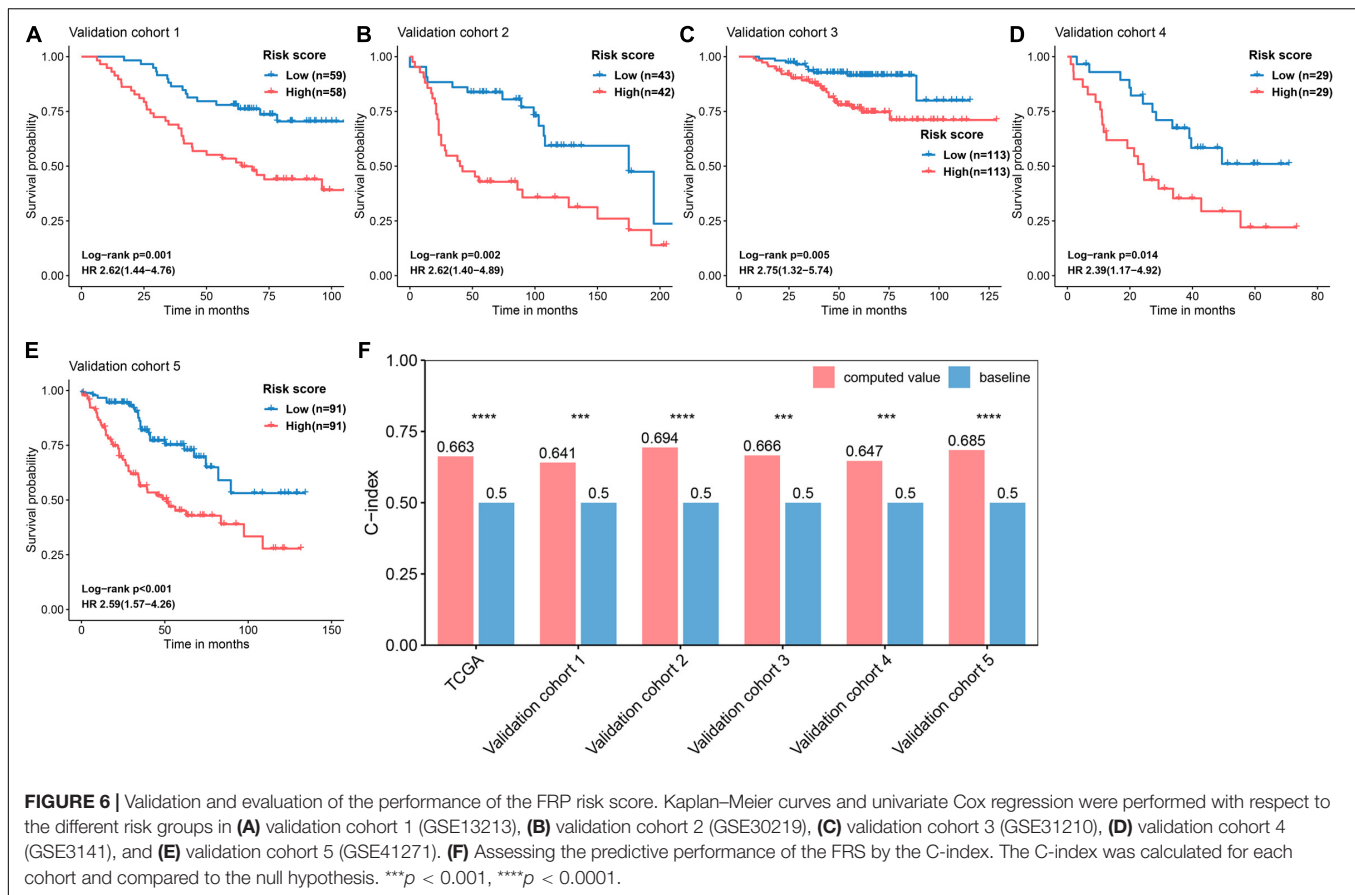 A
Validation cohort 1
Risk score
Low (n=59)
High(n=58)
Survival probability
1.00
0.75
0.50
0.25
0.00
Log-rank p=0.001
HR 2.62(1.44-4.76)
0 25 50 75 100
Time in months
B
Validation cohort 2
Risk score
Low (n=43)
High(n=42)
Survival probability
1.00
0.75
0.50
0.25
0.00
Log-rank p=0.002
HR 2.62(1.40-4.89)
0 50 100 150 200
Time in months
C
Validation cohort 3
Survival probability
1.00
0.75
0.50
0.25
0.00
Risk score
Low (n=113)
High(n=113)
Log-rank p=0.005
HR 2.75(1.32-5.74)
0 25 50 75 100 125
Time in months
D
Validation cohort 4
Risk score
Low (n=29)
High(n=29)
Survival probability
1.00
0.75
0.50
0.25
0.00
Log-rank p=0.014
HR 2.39(1.17-4.92)
0 20 40 60 80
Time in months
E
Validation cohort 5
Risk score
Low (n=91)
High(n=91)
Survival probability
1.00
0.75
0.50
0.25
0.00
Log-rank p<0.001
HR 2.59(1.57-4.26)
0 50 100 150
Time in months
F
C-index
1.00
0.75
0.50
0.25
0.00
computed value baseline
**** *** **** *** *** ****
0.663 0.5 0.641 0.5 0.694 0.5 0.666 0.5 0.647 0.5 0.685 0.5
TCGA
Validation cohort 1
Validation cohort 2
Validation cohort 3
Validation cohort 4
Validation cohort 5
FIGURE 6 | Validation and evaluation of the performance of the FRP risk score. Kaplan–Meier curves and univariate Cox regression were performed with respect to
the different risk groups in (A) validation cohort 1 (GSE13213), (B) validation cohort 2 (GSE30219), (C) validation cohort 3 (GSE31210), (D) validation cohort 4
(GSE3141), and (E) validation cohort 5 (GSE41271). (F) Assessing the predictive performance of the FRS by the C-index. The C-index was calculated for each
cohort and compared to the null hypothesis. ***p < 0.001, ****p < 0.0001.